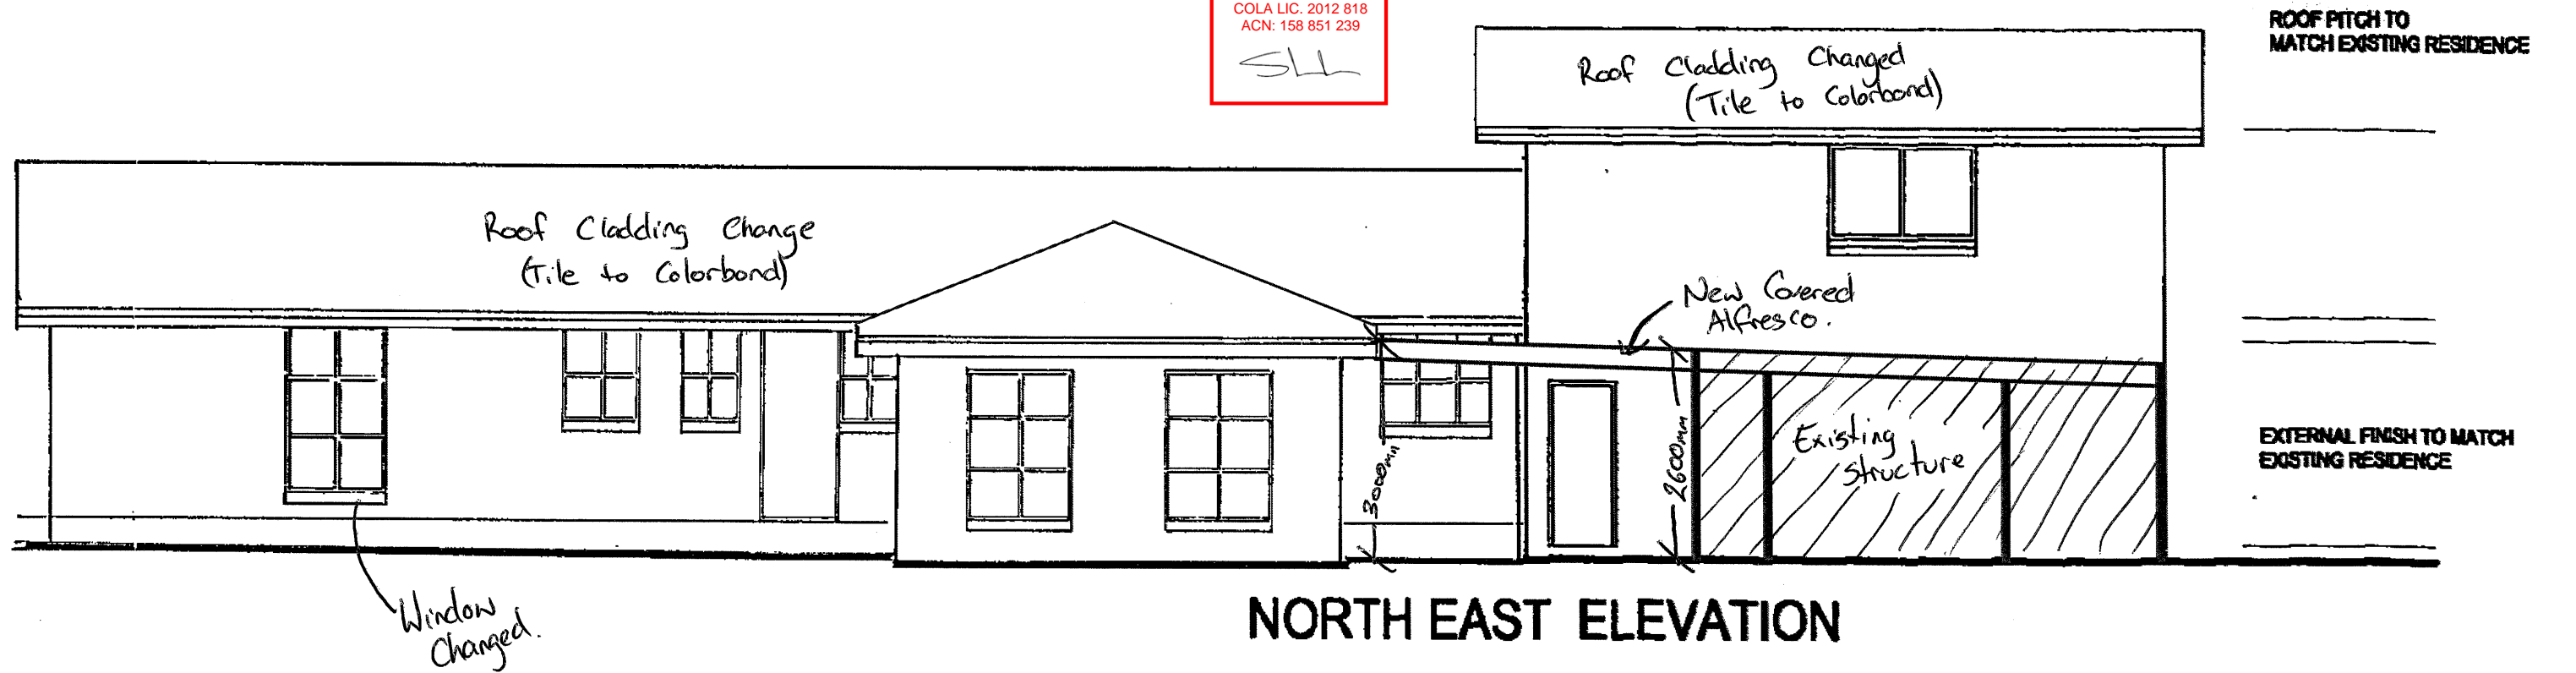 COLA LIC. 2012 818
ACN: 158 851 239
SLL
ROOF PITCH TO
MATCH EXISTING RESIDENCE
Roof Cladding Changed
(Tile to Colorbond)
Roof Cladding Change
(Tile to Colorbond)
New Covered
Alfresco.
Existing
Structure
3000mm
2600mm
EXTERNAL FINISH TO MATCH
EXISTING RESIDENCE
Window
Changed.
NORTH EAST ELEVATION